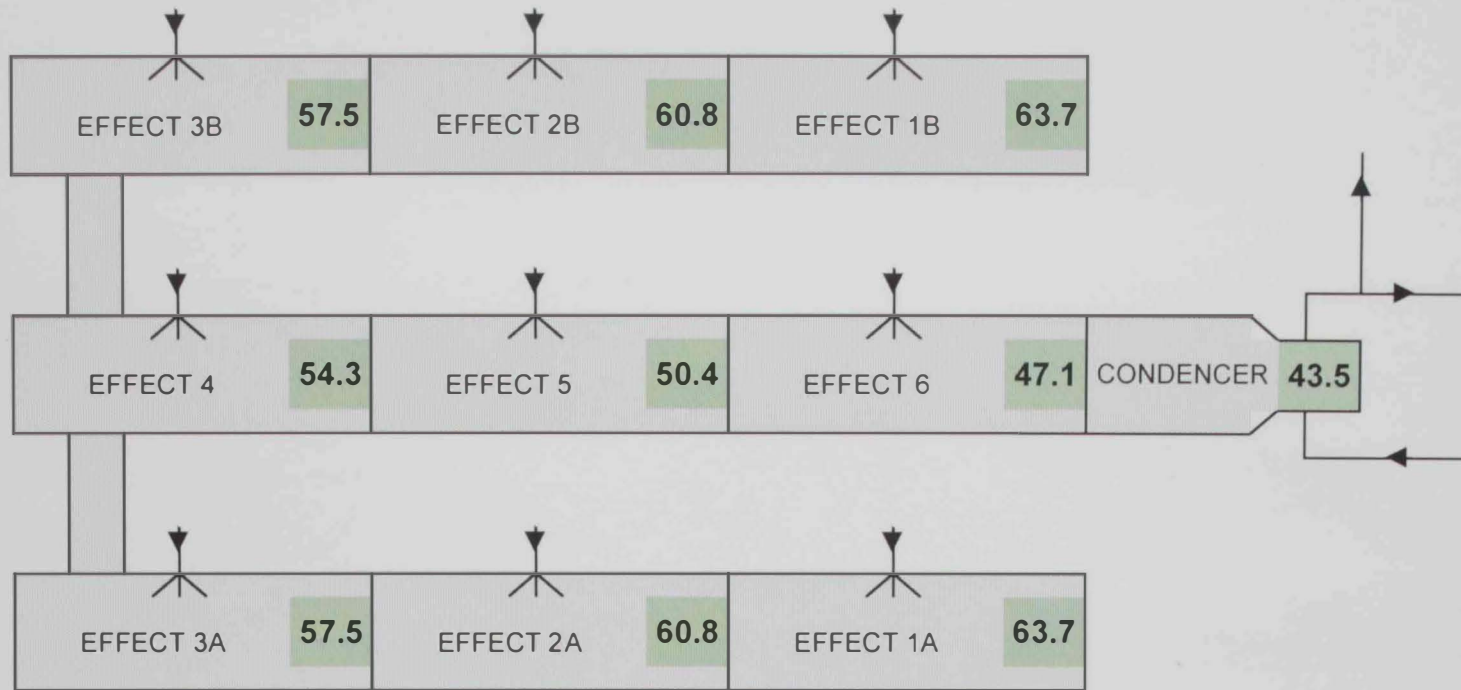 EFFECT 3B 57.5 EFFECT 2B 60.8 EFFECT 1B 63.7
EFFECT 4 54.3 EFFECT 5 50.4 EFFECT 6 47.1 CONDENCER 43.5
EFFECT 3A 57.5 EFFECT 2A 60.8 EFFECT 1A 63.7